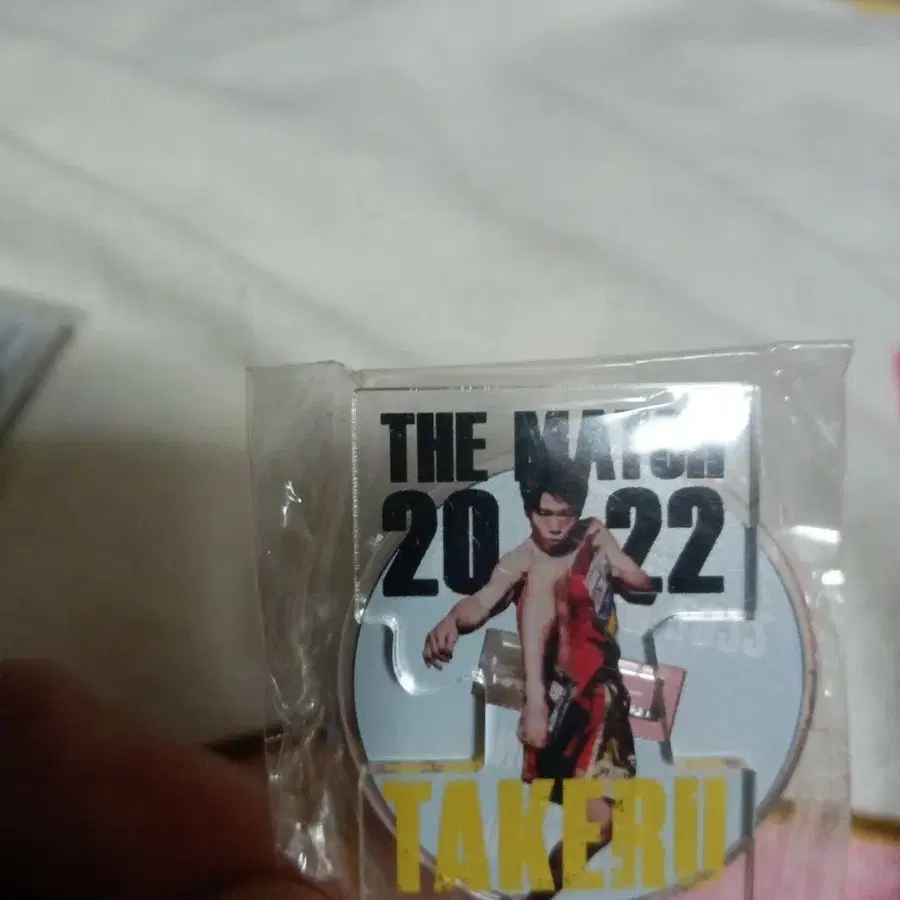 THE MATCH
2022
TAKERU